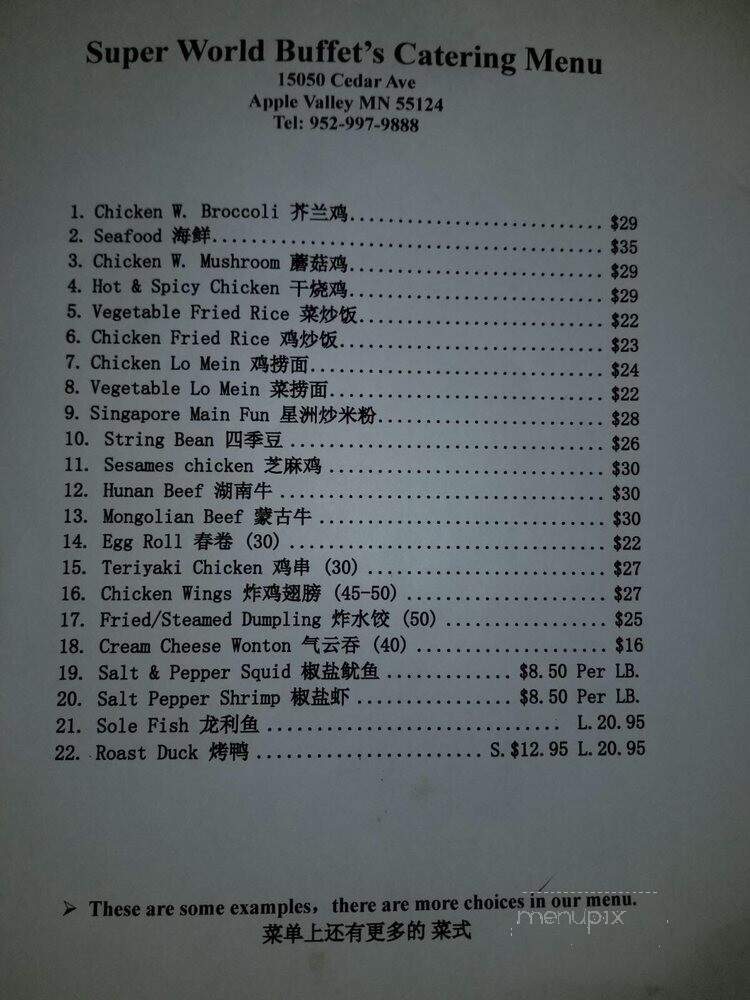 Super World Buffet's Catering Menu
15050 Cedar Ave
Apple Valley MN 55124
Tel: 952-997-9888
1. Chicken W. Broccoli 芥兰鸡.......................... $29
2. Seafood 海鲜........................................ $35
3. Chicken W. Mushroom 蘑菇鸡.......................... $29
4. Hot & Spicy Chicken 干烧鸡.......................... $29
5. Vegetable Fried Rice 菜炒饭......................... $22
6. Chicken Fried Rice 鸡炒饭........................... $23
7. Chicken Lo Mein 鸡捞面.............................. $24
8. Vegetable Lo Mein 菜捞面............................ $22
9. Singapore Main Fun 星洲炒米粉....................... $28
10. String Bean 四季豆 ................................ $26
11. Sesames chicken 芝麻鸡 ............................ $30
12. Hunan Beef 湖南牛 ................................. $30
13. Mongolian Beef 蒙古牛 ............................. $30
14. Egg Roll 春卷 (30) ................................ $22
15. Teriyaki Chicken 鸡串 (30) ........................ $27
16. Chicken Wings 炸鸡翅膀 (45-50) .................... $27
17. Fried/Steamed Dumpling 炸水饺 (50) ................ $25
18. Cream Cheese Wonton 气云吞 (40) ................... $16
19. Salt & Pepper Squid 椒盐鱿鱼 ............. $8.50 Per LB.
20. Salt Pepper Shrimp 椒盐虾 ................ $8.50 Per LB.
21. Sole Fish 龙利鱼 .............................. L.20.95
22. Roast Duck 烤鸭 ........................ S.$12.95 L.20.95
➢ These are some examples, there are more choices in our menu.
menupix
菜单上还有更多的 菜式